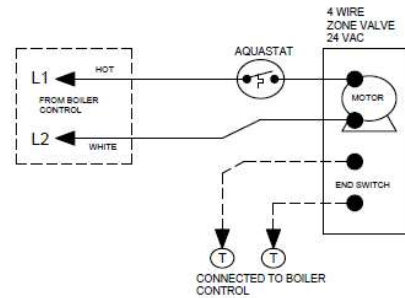 4 WIRE
ZONE VALVE
24 VAC
AQUASTAT
L1
HOT
MOTOR
FROM BOILER
CONTROL
L2
WHITE
END SWITCH
T
T
CONNECTED TO BOILER
CONTROL